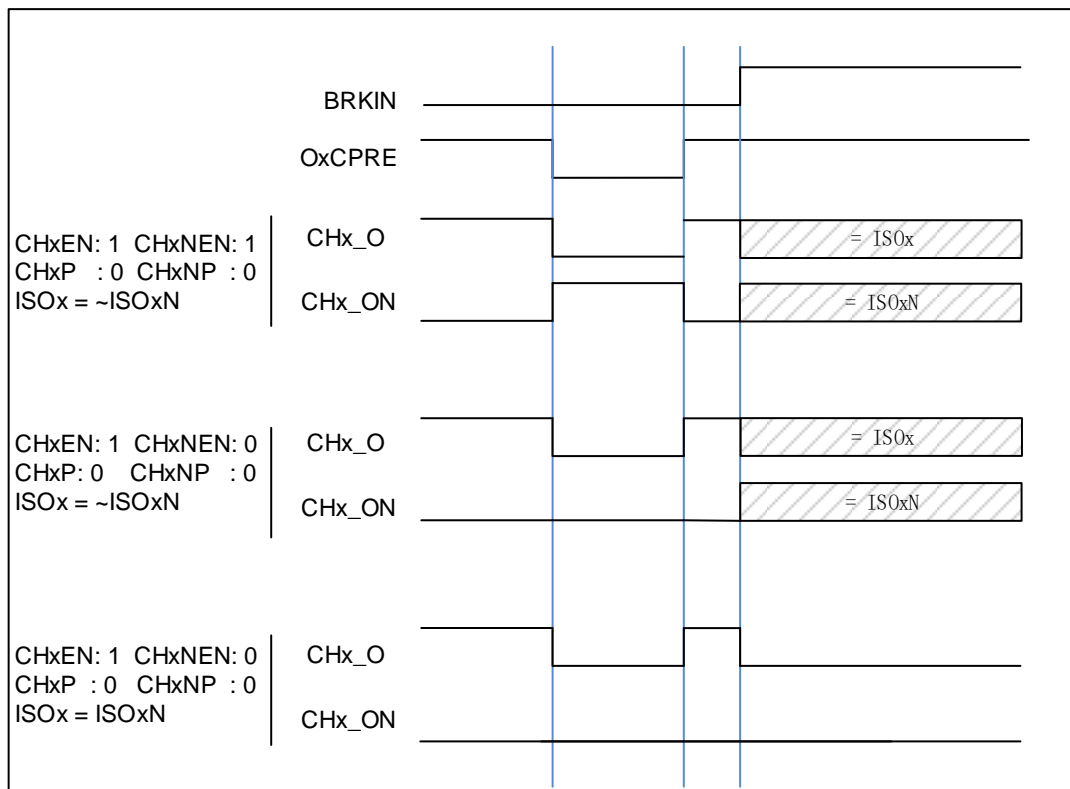 BRKIN
OxCPRE
CHxEN: 1 CHxNEN: 1
CHxP : 0 CHxNP : 0
ISOx = ~ISOxN
CHx_O
= ISOx
CHx_ON
= ISOxN
CHxEN: 1 CHxNEN: 0
CHxP: 0 CHxNP : 0
ISOx = ~ISOxN
CHx_O
= ISOx
CHx_ON
= ISOxN
CHxEN: 1 CHxNEN: 0
CHxP : 0 CHxNP : 0
ISOx = ISOxN
CHx_O
CHx_ON